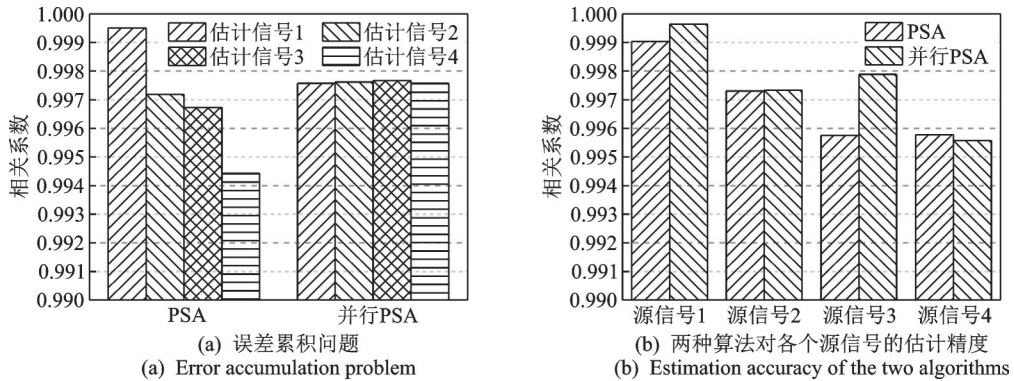 1.000
0.999
0.998
0.997
0.996
0.995
0.994
0.993
0.992
0.991
0.990
相关系数
估计信号1 估计信号2
估计信号3 估计信号4
PSA 并行PSA
(a) 误差累积问题
(a) Error accumulation problem
1.000
0.999
0.998
0.997
0.996
0.995
0.994
0.993
0.992
0.991
0.990
相关系数
PSA
并行PSA
源信号1 源信号2 源信号3 源信号4
(b) 两种算法对各个源信号的估计精度
(b) Estimation accuracy of the two algorithms